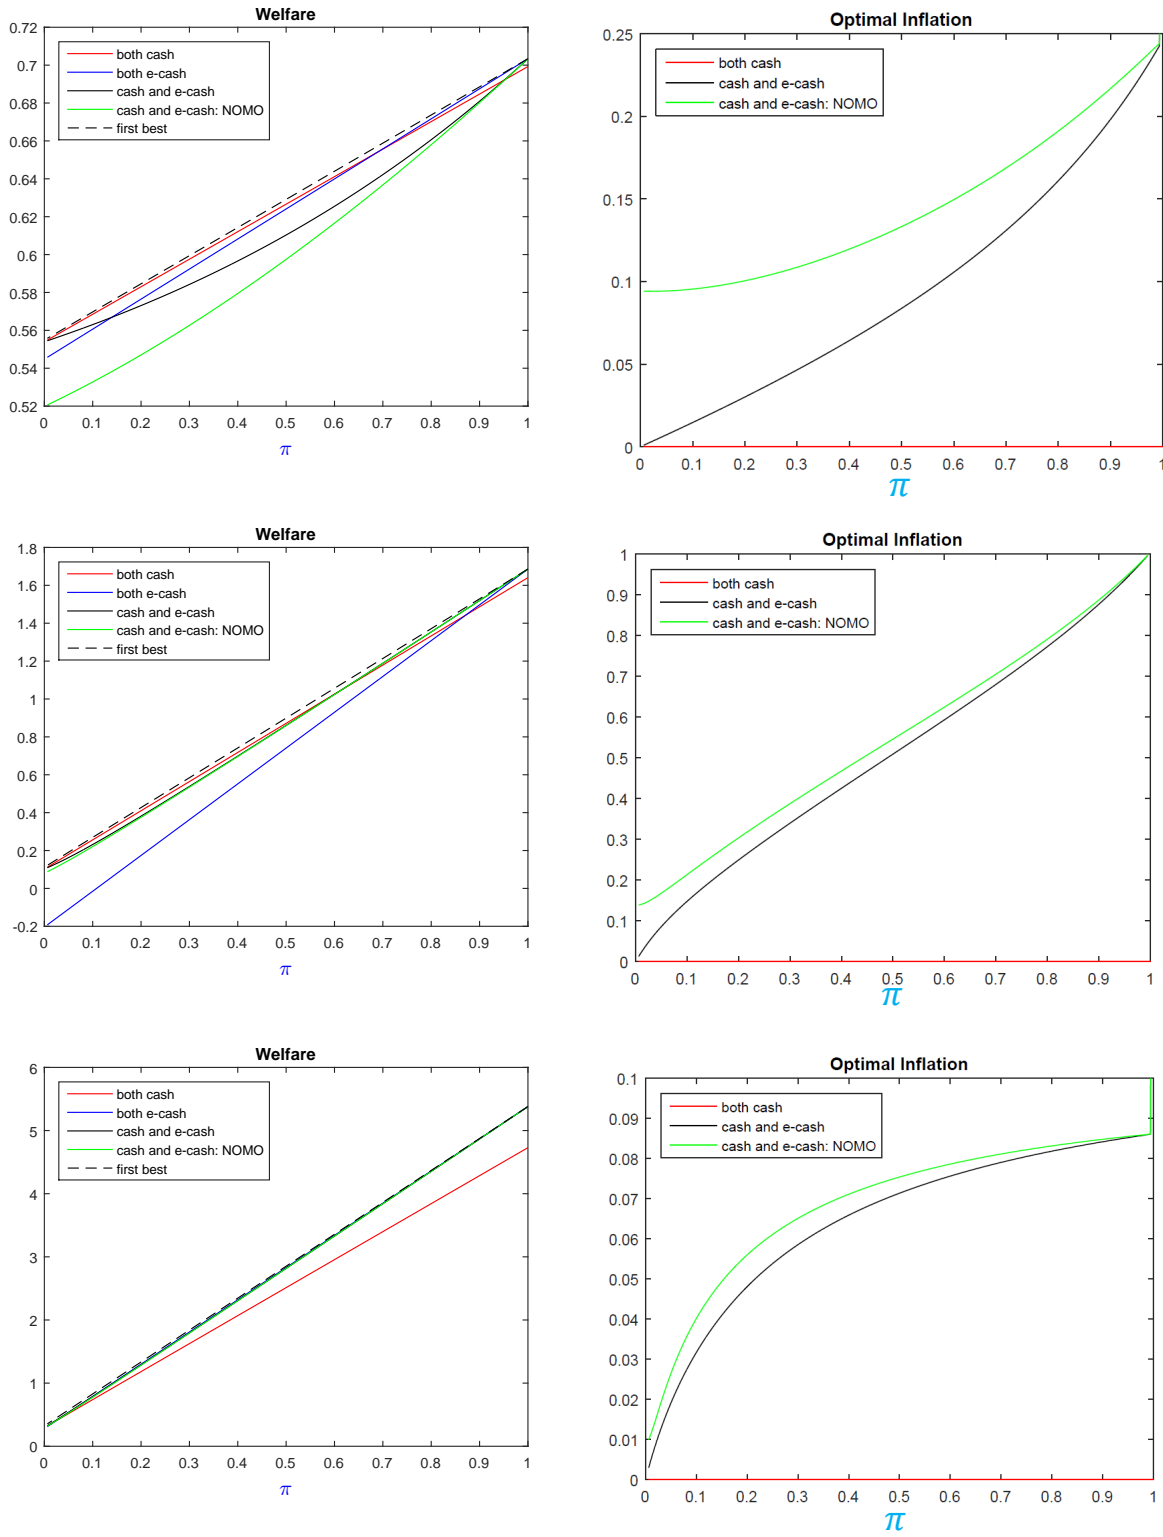 Welfare
0.72
0.7
0.68
0.66
0.64
0.62
0.6
0.58
0.56
0.54
0.52
both cash
both e-cash
cash and e-cash
cash and e-cash: NOMO
first best
0 0.1 0.2 0.3 0.4 0.5 0.6 0.7 0.8 0.9 1
π
Optimal Inflation
0.25
0.2
0.15
0.1
0.05
0
both cash
cash and e-cash
cash and e-cash: NOMO
0 0.1 0.2 0.3 0.4 0.5 0.6 0.7 0.8 0.9 1
π
Welfare
1.8
1.6
1.4
1.2
1
0.8
0.6
0.4
0.2
0
-0.2
both cash
both e-cash
cash and e-cash
cash and e-cash: NOMO
first best
0 0.1 0.2 0.3 0.4 0.5 0.6 0.7 0.8 0.9 1
π
Optimal Inflation
1
0.9
0.8
0.7
0.6
0.5
0.4
0.3
0.2
0.1
0
both cash
cash and e-cash
cash and e-cash: NOMO
0 0.1 0.2 0.3 0.4 0.5 0.6 0.7 0.8 0.9 1
π
Welfare
6
5
4
3
2
1
0
both cash
both e-cash
cash and e-cash
cash and e-cash: NOMO
first best
0 0.1 0.2 0.3 0.4 0.5 0.6 0.7 0.8 0.9 1
π
Optimal Inflation
0.1
0.09
0.08
0.07
0.06
0.05
0.04
0.03
0.02
0.01
0
both cash
cash and e-cash
cash and e-cash: NOMO
0 0.1 0.2 0.3 0.4 0.5 0.6 0.7 0.8 0.9 1
π